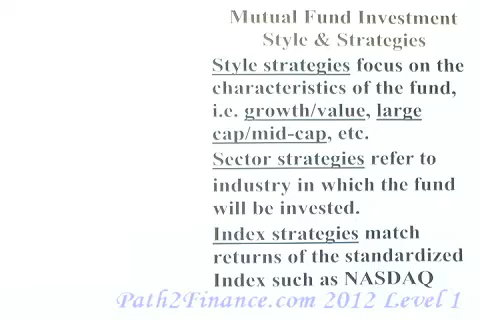 Mutual Fund Investment
Style & Strategies
Style strategies focus on the
characteristics of the fund,
i.e. growth/value, large
cap/mid-cap, etc.
Sector strategies refer to
industry in which the fund
will be invested.
Index strategies match
returns of the standardized
Index such as NASDAQ
Path2Finance.com 2012 Level 1